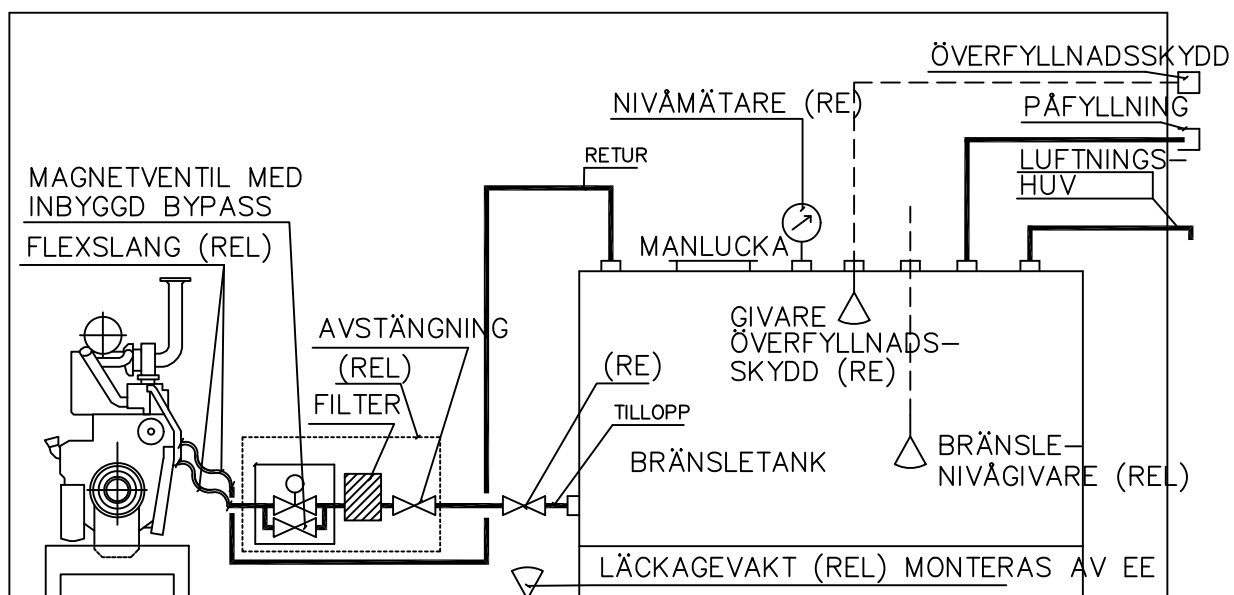 ÖVERFYLLNADSSKYDD
NIVÅMÄTARE (RE)
PÅFYLLNING
RETUR
LUFTNINGS-
HUV
MAGNETVENTIL MED
INBYGGD BYPASS
FLEXSLANG (REL)
MANLUCKA
GIVARE
ÖVERFYLLNADS-
SKYDD (RE)
AVSTÄNGNING
(REL)
(RE)
FILTER
TILLOPP
BRÄNSLETANK
BRÄNSLE-
NIVÅGIVARE (REL)
LÄCKAGEVAKT (REL) MONTERAS AV EE